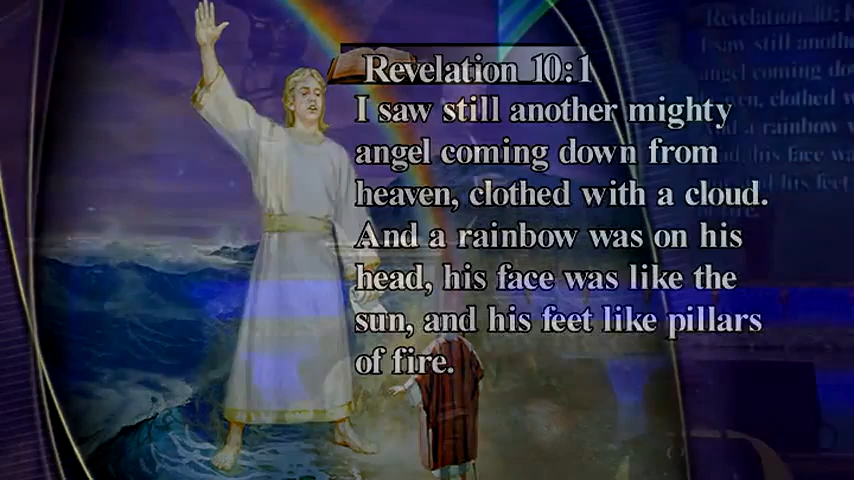 Revelation 10:1
I saw still another mighty
angel coming down from
heaven, clothed with a cloud.
And a rainbow was on his
head, his face was like the
sun, and his feet like pillars
of fire.